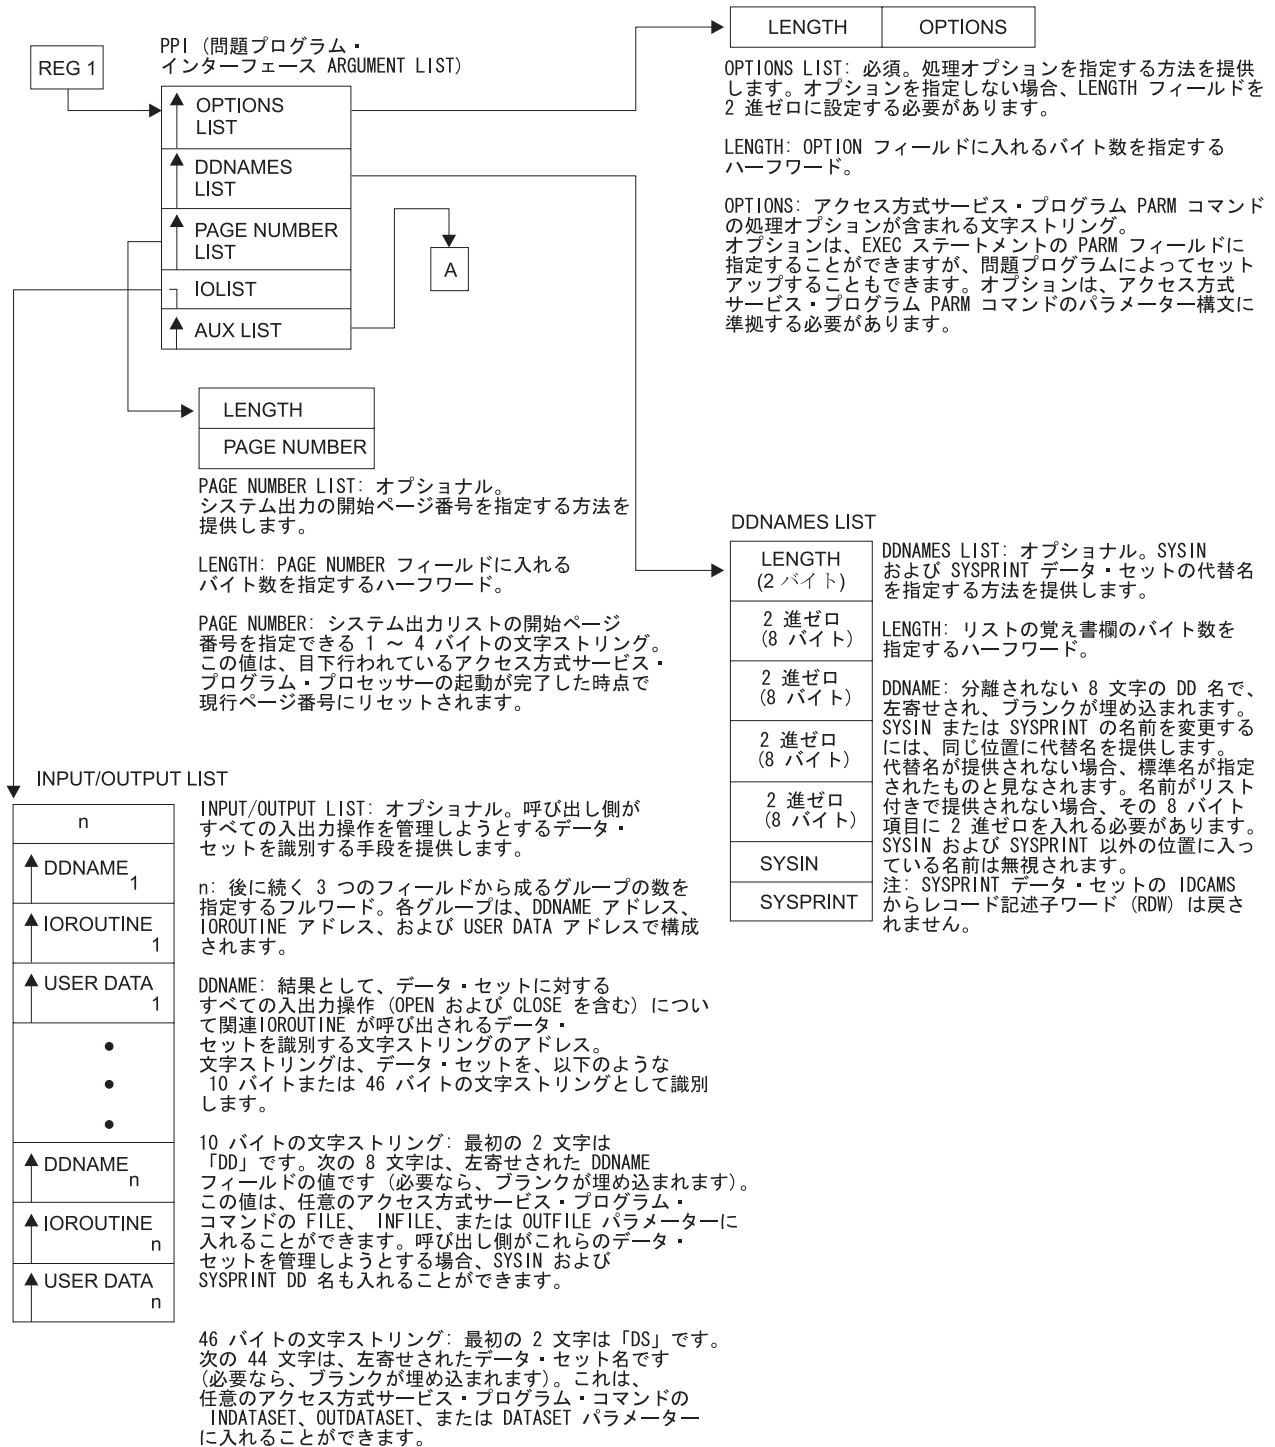 REG 1
PPI (問題プログラム・
インターフェース ARGUMENT LIST)
OPTIONS
LIST
DDNAMES
LIST
PAGE NUMBER
LIST
IOLIST
AUX LIST
A
LENGTH OPTIONS
OPTIONS LIST: 必須。処理オプションを指定する方法を提供
します。オプションを指定しない場合、LENGTH フィールドを
2 進ゼロに設定する必要があります。
LENGTH: OPTION フィールドに入れるバイト数を指定する
ハーフワード。
OPTIONS: アクセス方式サービス・プログラム PARM コマンド
の処理オプションが含まれる文字ストリング。
オプションは、EXEC ステートメントの PARM フィールドに
指定することができますが、問題プログラムによってセット
アップすることもできます。オプションは、アクセス方式
サービス・プログラム PARM コマンドのパラメーター構文に
準拠する必要があります。
LENGTH
PAGE NUMBER
PAGE NUMBER LIST: オプショナル。
システム出力の開始ページ番号を指定する方法を
提供します。
LENGTH: PAGE NUMBER フィールドに入れる
バイト数を指定するハーフワード。
PAGE NUMBER: システム出力リストの開始ページ
番号を指定できる 1 ～ 4 バイトの文字ストリング。
この値は、目下行われているアクセス方式サービス・
プログラム・プロセッサーの起動が完了した時点で
現行ページ番号にリセットされます。
DDNAMES LIST
LENGTH
(2 バイト)
2 進ゼロ
(8 バイト)
2 進ゼロ
(8 バイト)
2 進ゼロ
(8 バイト)
2 進ゼロ
(8 バイト)
SYSIN
SYSPRINT
DDNAMES LIST: オプショナル。SYSIN
および SYSPRINT データ・セットの代替名
を指定する方法を提供します。
LENGTH: リストの覚え書欄のバイト数を
指定するハーフワード。
DDNAME: 分離されない 8 文字の DD 名で、
左寄せされ、ブランクが埋め込まれます。
SYSIN または SYSPRINT の名前を変更する
には、同じ位置に代替名を提供します。
代替名が提供されない場合、標準名が指定
されたものと見なされます。名前がリスト
付きで提供されない場合、その 8 バイト
項目に 2 進ゼロを入れる必要があります。
SYSIN および SYSPRINT 以外の位置に入っ
ている名前は無視されます。
注: SYSPRINT データ・セットの IDCAMS
からレコード記述子ワード (RDW) は戻さ
れません。
INPUT/OUTPUT LIST
n
DDNAME 1
IOROUTINE 1
USER DATA 1
•
•
•
DDNAME n
IOROUTINE n
USER DATA n
INPUT/OUTPUT LIST: オプショナル。呼び出し側が
すべての入出力操作を管理しようとするデータ・
セットを識別する手段を提供します。
n: 後に続く 3 つのフィールドから成るグループの数を
指定するフルワード。各グループは、DDNAME アドレス、
IOROUTINE アドレス、および USER DATA アドレスで構成
されます。
DDNAME: 結果として、データ・セットに対する
すべての入出力操作 (OPEN および CLOSE を含む) につい
て関連IOROUTINE が呼び出されるデータ・
セットを識別する文字ストリングのアドレス。
文字ストリングは、データ・セットを、以下のような
10 バイトまたは 46 バイトの文字ストリングとして識別
します。
10 バイトの文字ストリング: 最初の 2 文字は
「DD」です。次の 8 文字は、左寄せされた DDNAME
フィールドの値です (必要なら、ブランクが埋め込まれます)。
この値は、任意のアクセス方式サービス・プログラム・
コマンドの FILE、 INFILE、または OUTFILE パラメーターに
入れることができます。呼び出し側がこれらのデータ・
セットを管理しようとする場合、SYSIN および
SYSPRINT DD 名も入れることができます。
46 バイトの文字ストリング: 最初の 2 文字は「DS」です。
次の 44 文字は、左寄せされたデータ・セット名です
(必要なら、ブランクが埋め込まれます)。これは、
任意のアクセス方式サービス・プログラム・コマンドの
INDATASET、OUTDATASET、または DATASET パラメーター
に入れることができます。